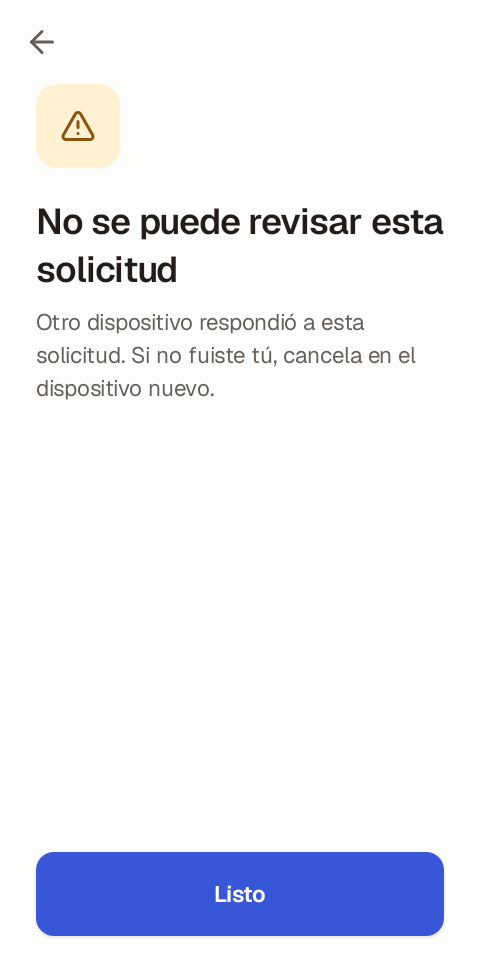 No se puede revisar esta
solicitud
Otro dispositivo respondió a esta
solicitud. Si no fuiste tú, cancela en el
dispositivo nuevo.
Listo